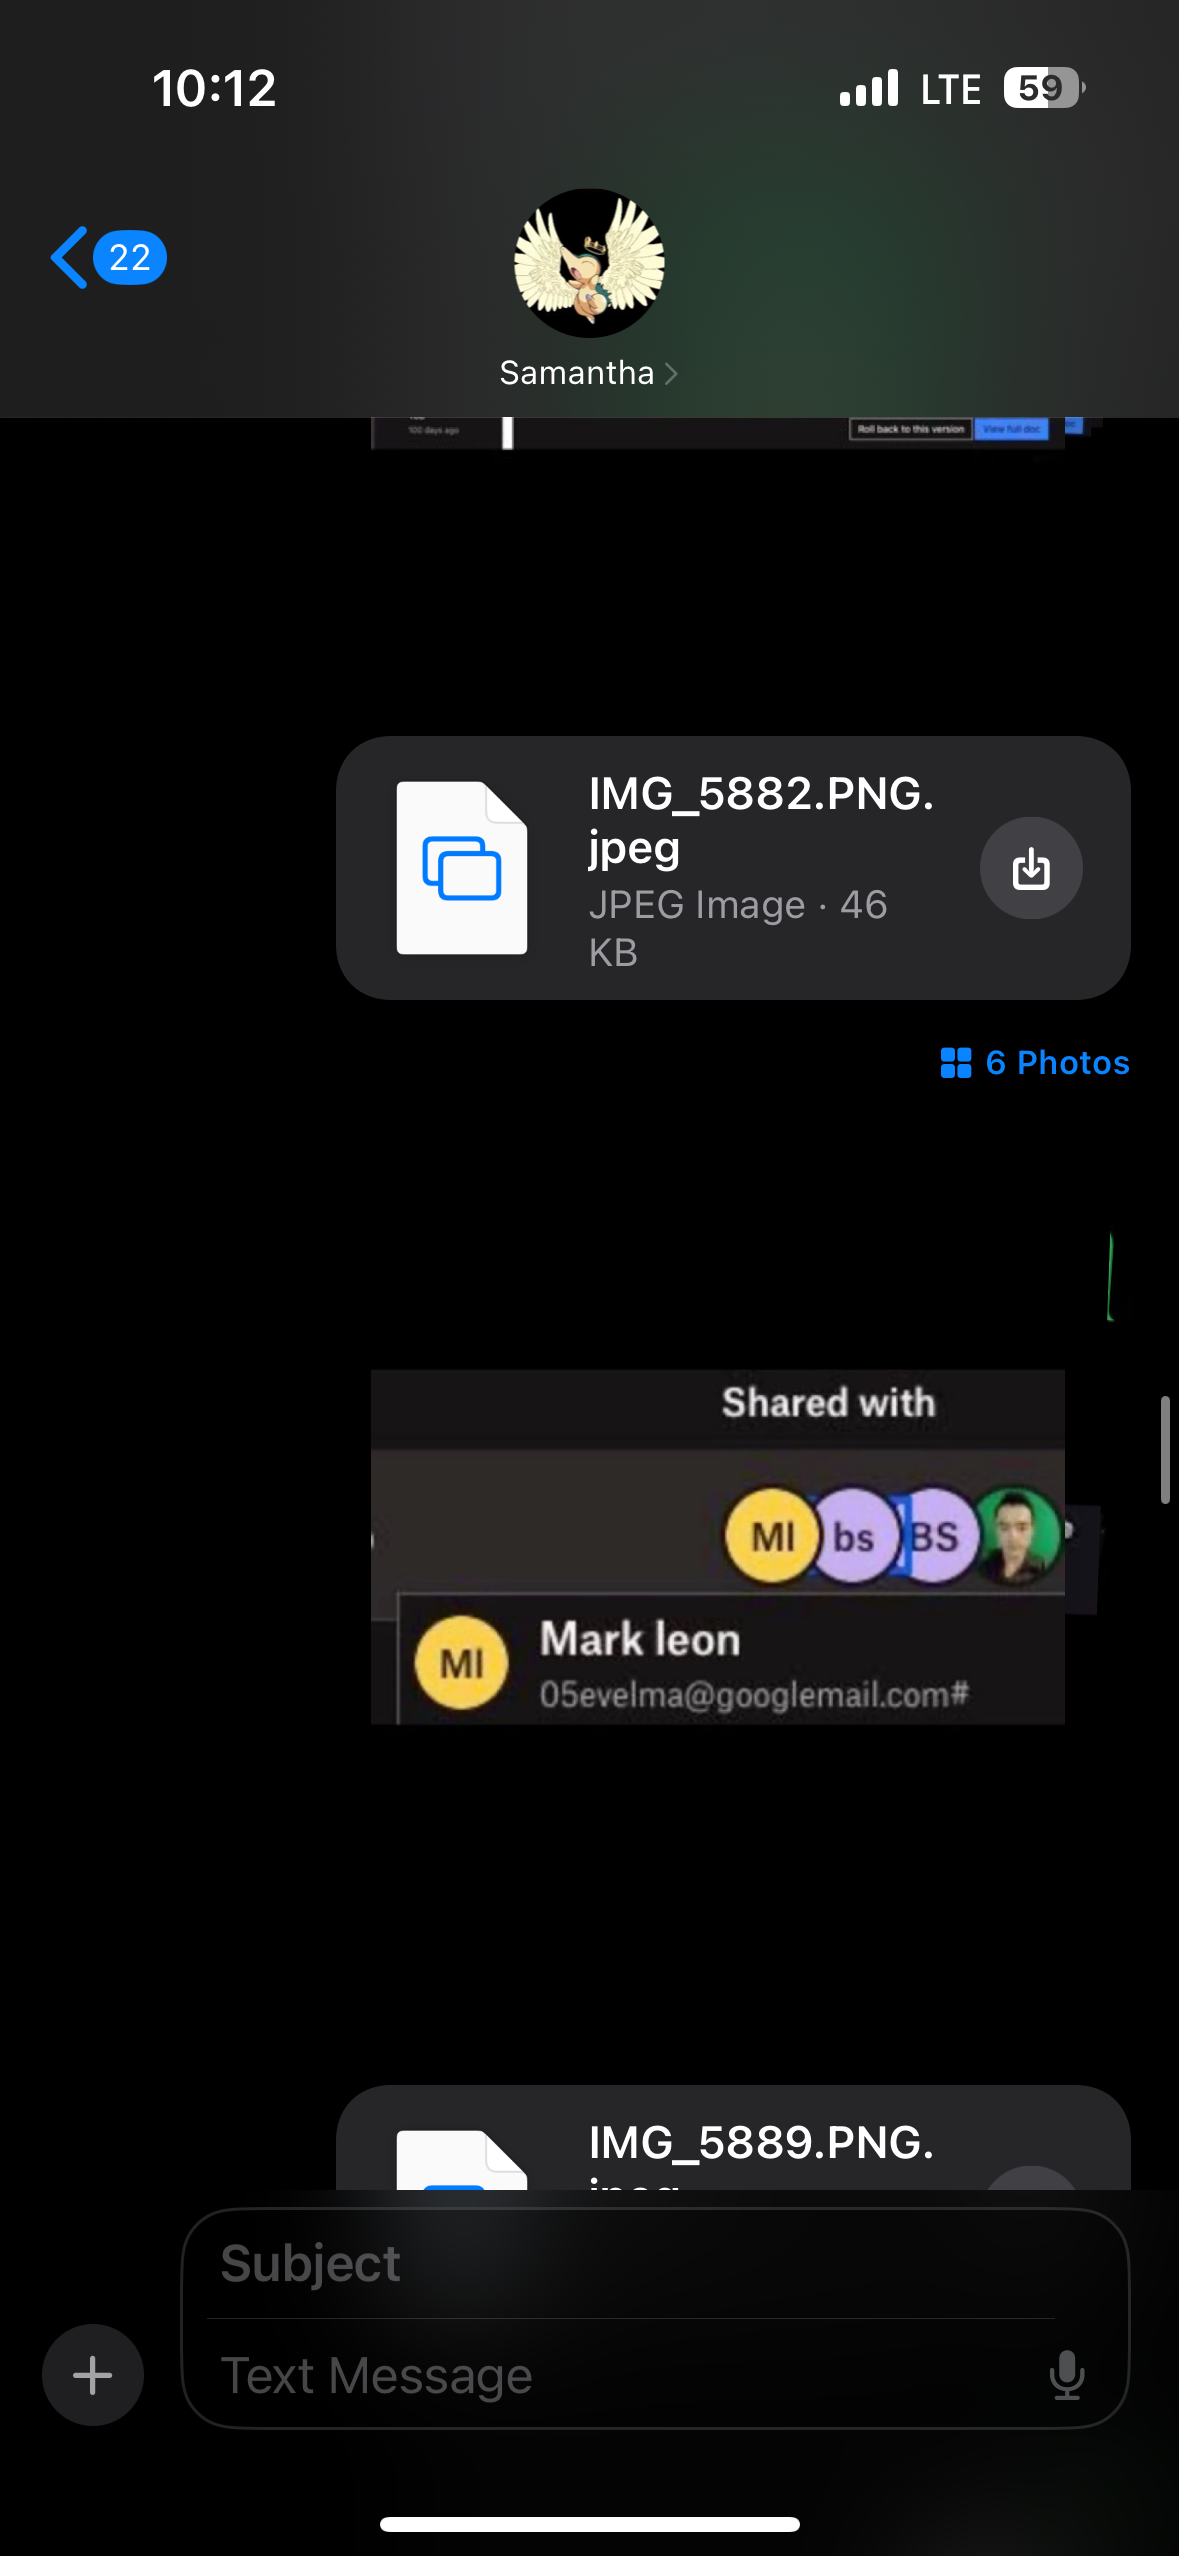 10:12
LTE 59
22
Samantha
100 days ago
Roll back to this version View full doc
IMG_5882.PNG.
jpeg
JPEG Image · 46
KB
6 Photos
Shared with
MI bs BS
MI Mark leon
05evelma@googlemail.com#
IMG_5889.PNG.
jpeg
Subject
Text Message